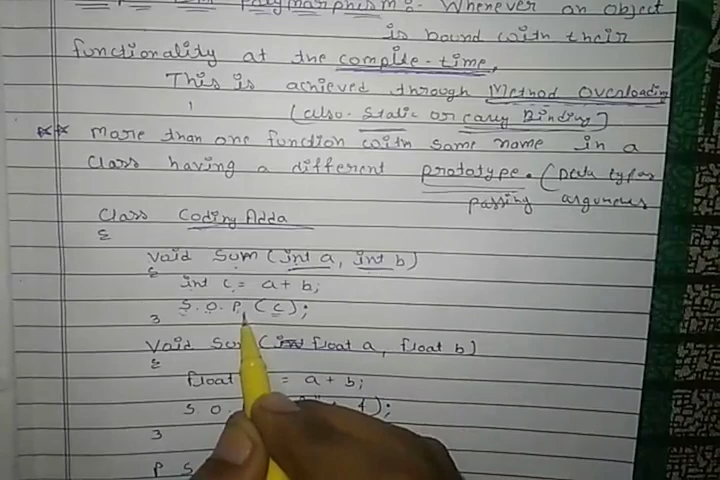 Polymorphism:- Whenever an Object
is bound with their
functionality at the compile-time.
This is achieved through Method Overloading
(also. Static or early Binding)
** More than one function with same name in a
Class having a different prototype. (Data types
passing
Class Coding Adda
{
Void Sum (int a, int b)
{
int c = a + b;
S.O.P (c);
}
Void Sum (float a, float b)
{
float = a + b;
S. O.
}
P S